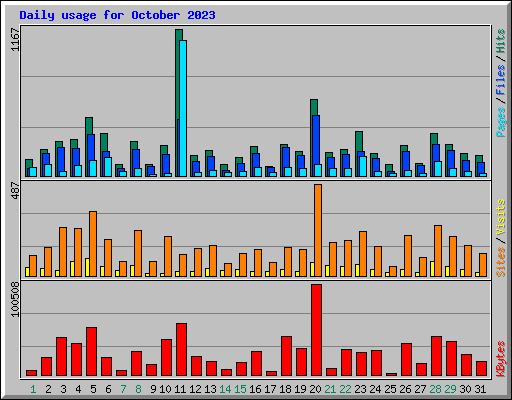 Daily usage for October 2023
1167
Pages / Files / Hits
487
Sites / Visits
100508
KBytes
1 2 3 4 5 6 7 8 9 10 11 12 13 14 15 16 17 18 19 20 21 22 23 24 25 26 27 28 29 30 31